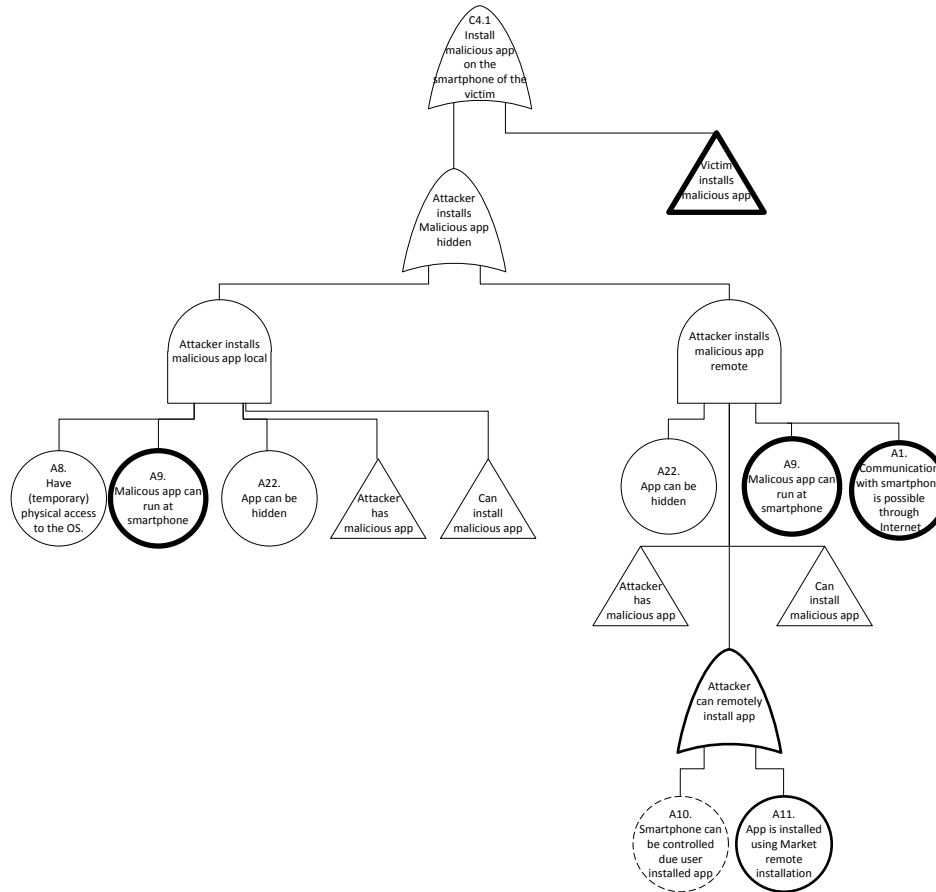 C4.1
Install
malicious app
on the
smartphone of the
victim
Victim
installs
malicious app
Attacker
installs
Malicious app
hidden
Attacker installs
malicious app local
Attacker installs
malicious app
remote
A8.
Have
(temporary)
physical access
to the OS.
A9.
Malicous app can
run at
smartphone
A22.
App can be
hidden
Attacker
has
malicious app
Can
install
malicious app
A22.
App can be
hidden
A9.
Malicous app can
run at
smartphone
A1.
Communication
with smartphone
is possible
through
Internet
Attacker
has
malicious app
Can
install
malicious app
Attacker
can remotely
install app
A10.
Smartphone can
be controlled
due user
installed app
A11.
App is installed
using Market
remote
installation